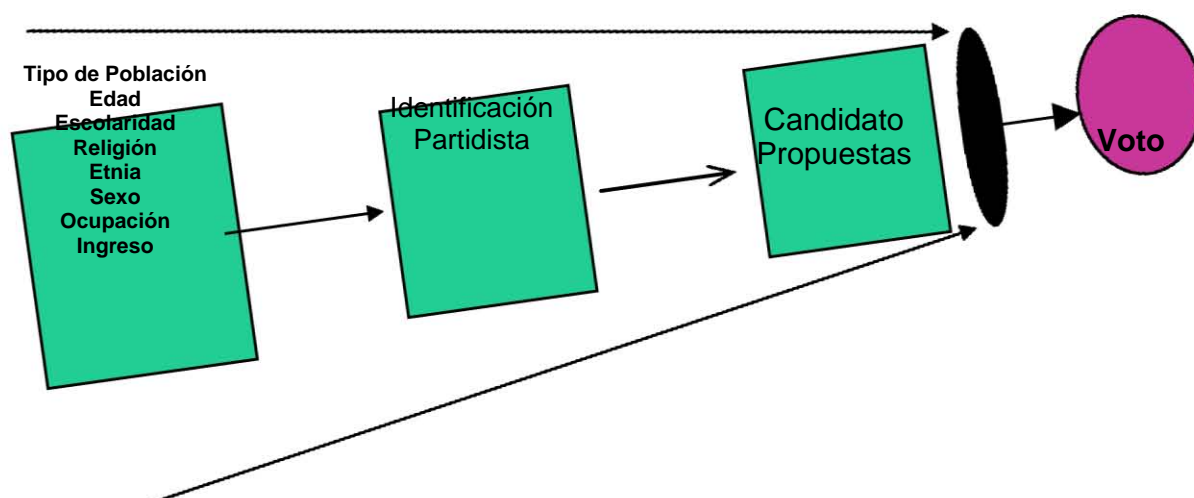 Tipo de Población
Edad
Escolaridad
Religión
Etnia
Sexo
Ocupación
Ingreso
Identificación
Partidista
Candidato
Propuestas
Voto